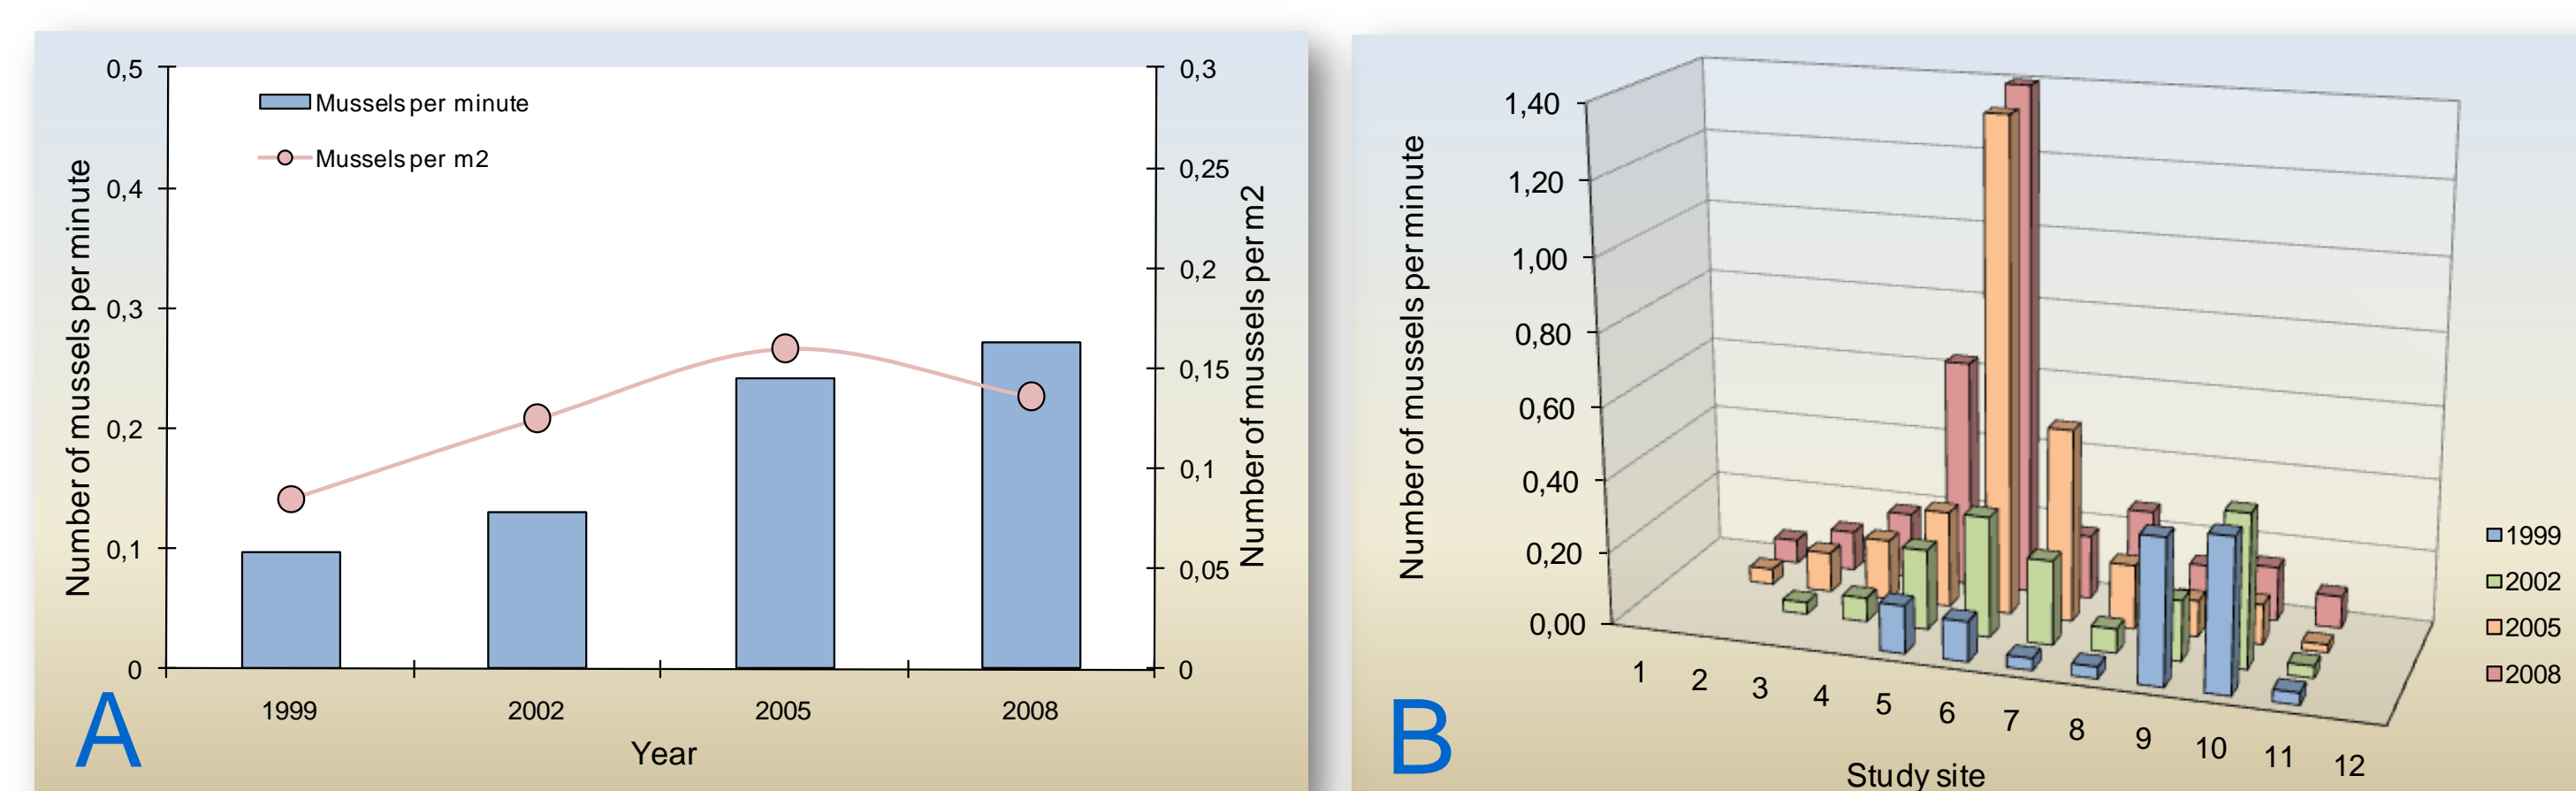 0,5
0,4
0,3
0,2
0,1
0
Number of mussels per minute
Mussels per minute
Mussels per m2
0,3
0,25
0,2
0,15
0,1
0,05
0
Number of mussels per m2
1999 2002 2005 2008
Year
A
1,40
1,20
1,00
0,80
0,60
0,40
0,20
0,00
Number of mussels per minute
1 2 3 4 5 6 7 8 9 10 11 12
Study site
1999
2002
2005
2008
B